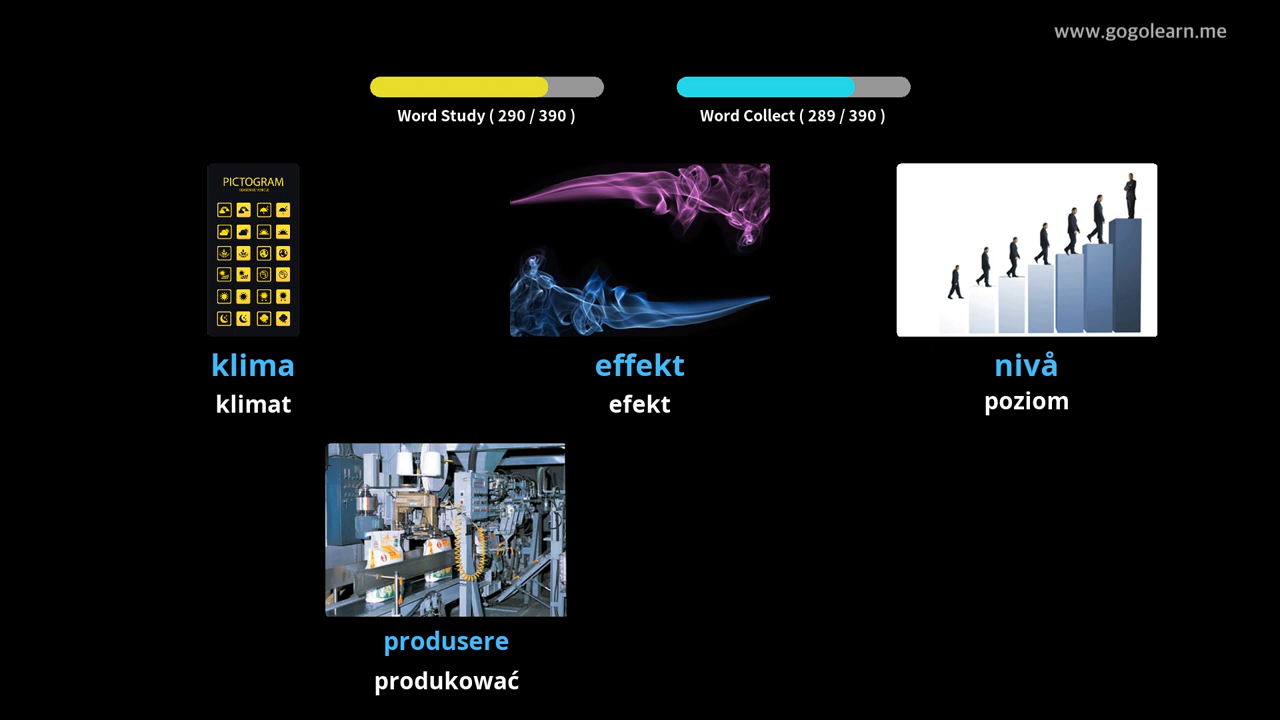 www.gogolearn.me
Word Study ( 290 / 390 )
Word Collect ( 289 / 390 )
PICTOGRAM
klima
klimat
effekt
efekt
nivå
poziom
produsere
produkować